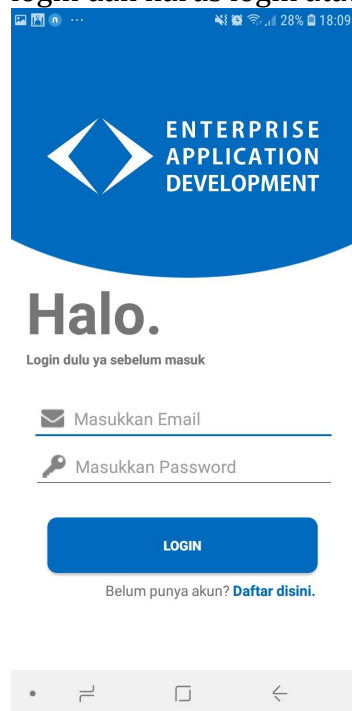 28% 18:09
ENTERPRISE
APPLICATION
DEVELOPMENT
Halo.
Login dulu ya sebelum masuk
Masukkan Email
Masukkan Password
LOGIN
Belum punya akun? Daftar disini.